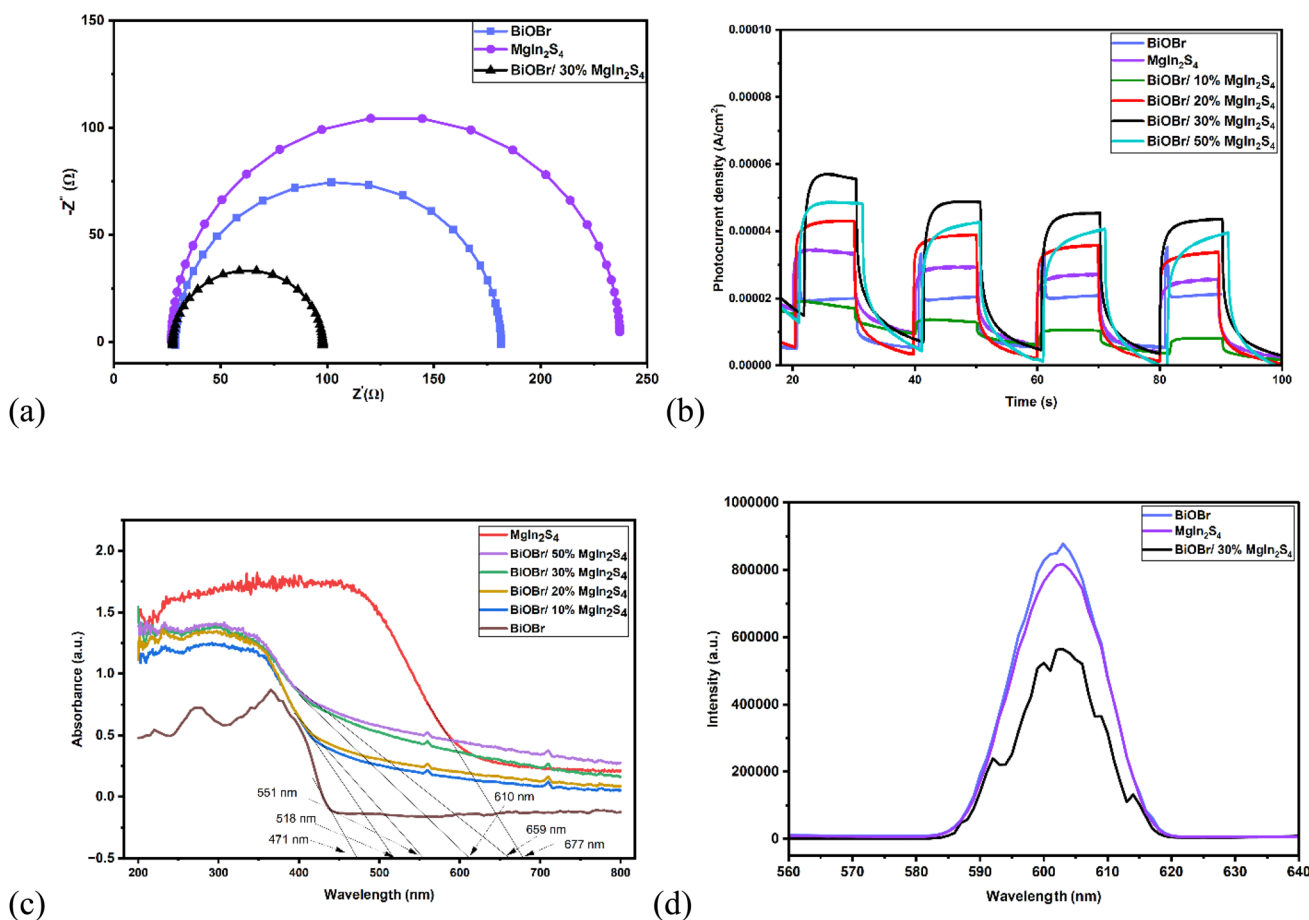 150
100
50
0
-Z" (Ω)
0 50 100 150 200 250
Z'(Ω)
BiOBr
MgIn₂S₄
BiOBr/ 30% MgIn₂S₄
(a)
0.00010
0.00008
0.00006
0.00004
0.00002
0.00000
Photocurrent density (A/cm²)
20 40 60 80 100
Time (s)
BiOBr
MgIn₂S₄
BiOBr/ 10% MgIn₂S₄
BiOBr/ 20% MgIn₂S₄
BiOBr/ 30% MgIn₂S₄
BiOBr/ 50% MgIn₂S₄
(b)
2.0
1.5
1.0
0.5
0.0
−0.5
Absorbance (a.u.)
MgIn₂S₄
BiOBr/ 50% MgIn₂S₄
BiOBr/ 30% MgIn₂S₄
BiOBr/ 20% MgIn₂S₄
BiOBr/ 10% MgIn₂S₄
BiOBr
551 nm
518 nm
471 nm
610 nm
659 nm
677 nm
200 300 400 500 600 700 800
Wavelength (nm)
(c)
1000000
800000
600000
400000
200000
0
Intensity (a.u.)
BiOBr
MgIn₂S₄
BiOBr/ 30% MgIn₂S₄
560 570 580 590 600 610 620 630 640
Wavelength (nm)
(d)